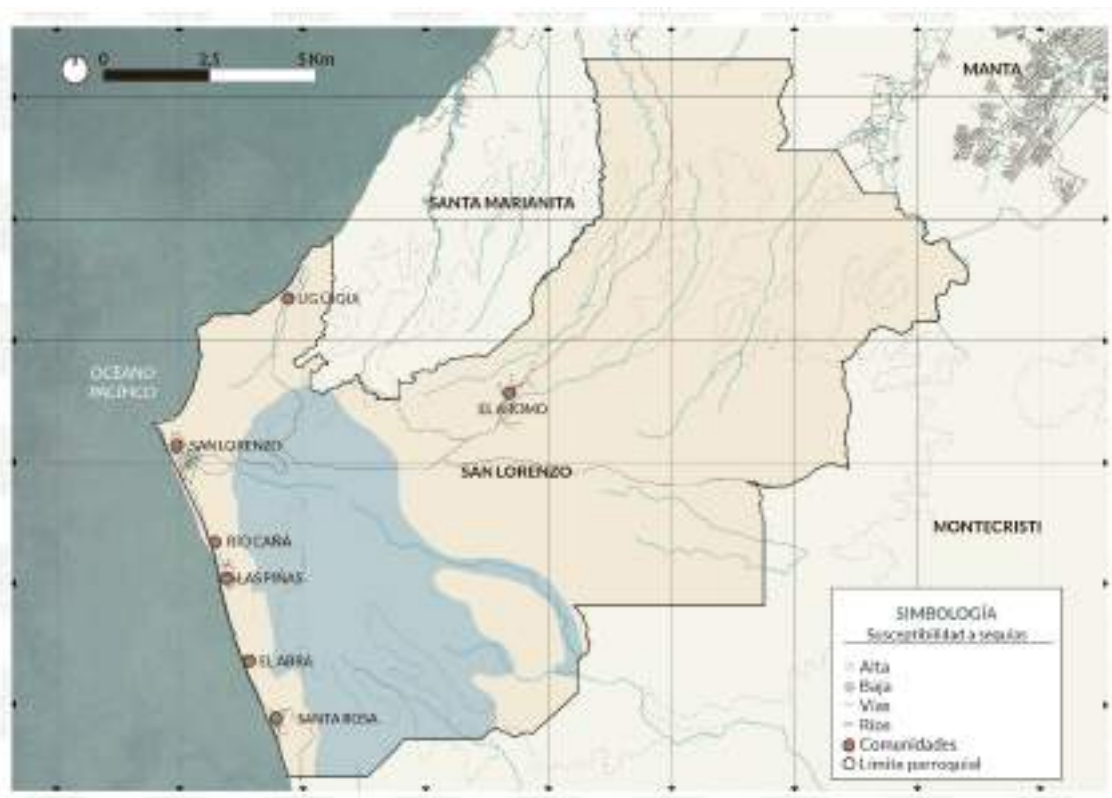 0 2,5 5 Km
MANTA
SANTA MARIANITA
LIGÜIQUI
OCÉANO
PACÍFICO
EL AROMO
SAN LORENZO
SAN LORENZO
MONTECRISTI
RÍO CAÑA
LAS PIÑAS
EL ABRA
SANTA ROSA
SIMBOLOGÍA
Susceptibilidad a sequías
Alta
Baja
Vías
Ríos
Comunidades
Límite parroquial